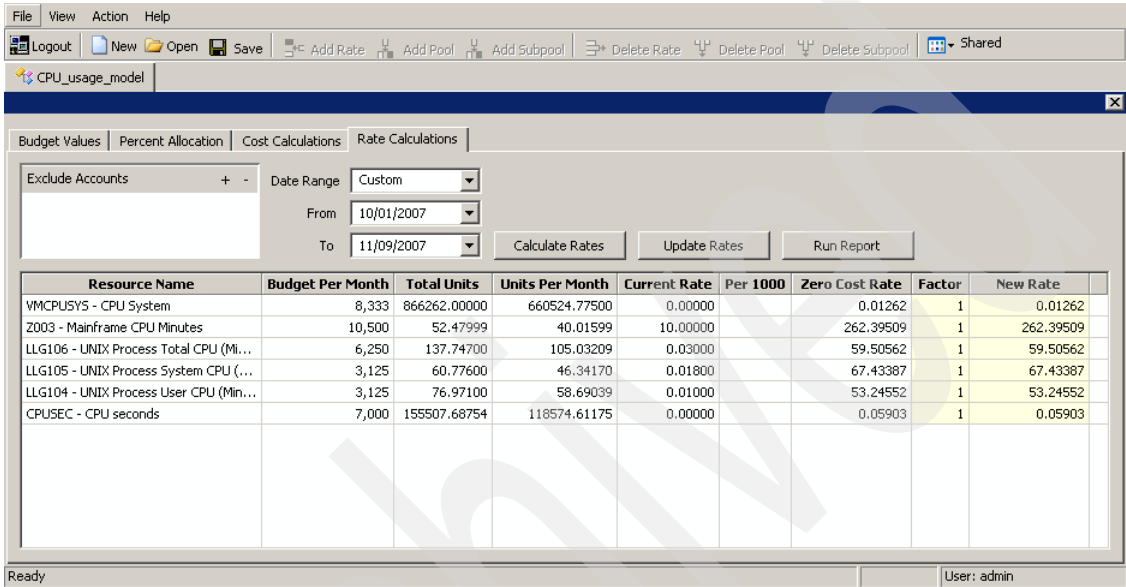 File View Action Help
Logout New Open Save Add Rate Add Pool Add Subpool Delete Rate Delete Pool Delete Subpool Shared
CPU_usage_model
Budget Values Percent Allocation Cost Calculations Rate Calculations
Exclude Accounts + - Date Range Custom
From 10/01/2007
To 11/09/2007 Calculate Rates Update Rates Run Report
Resource Name Budget Per Month Total Units Units Per Month Current Rate Per 1000 Zero Cost Rate Factor New Rate
VMCPUSYS - CPU System 8,333 866262.00000 660524.77500 0.00000 0.01262 1 0.01262
Z003 - Mainframe CPU Minutes 10,500 52.47999 40.01599 10.00000 262.39509 1 262.39509
LLG106 - UNIX Process Total CPU (Mi... 6,250 137.74700 105.03209 0.03000 59.50562 1 59.50562
LLG105 - UNIX Process System CPU (... 3,125 60.77600 46.34170 0.01800 67.43387 1 67.43387
LLG104 - UNIX Process User CPU (Min... 3,125 76.97100 58.69039 0.01000 53.24552 1 53.24552
CPUSEC - CPU seconds 7,000 155507.68754 118574.61175 0.00000 0.05903 1 0.05903
Ready User: admin